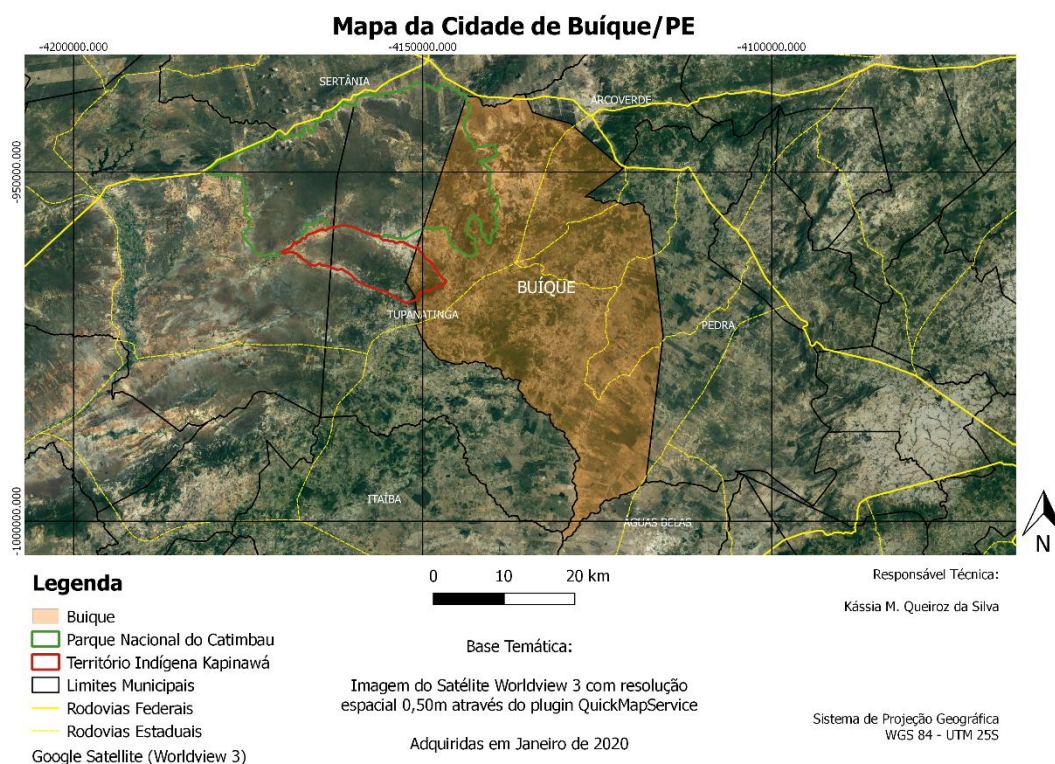 Mapa da Cidade de Buíque/PE
-4200000.000
-4150000.000
-4100000.000
SERTÂNIA
ARCOVERDE
-9500000.000
BUÍQUE
TUPANATINGA
PEDRA
ITAÍBA
ÁGUAS BELAS
-1000000.000
N
Legenda
Buique
Parque Nacional do Catimbau
Território Indígena Kapinawá
Limites Municipais
Rodovias Federais
Rodovias Estaduais
Google Satellite (Worldview 3)
0 10 20 km
Base Temática:
Imagem do Satélite Worldview 3 com resolução
espacial 0,50m através do plugin QuickMapService
Adquiridas em Janeiro de 2020
Responsável Técnica:
Kássia M. Queiroz da Silva
Sistema de Projeção Geográfica
WGS 84 - UTM 25S